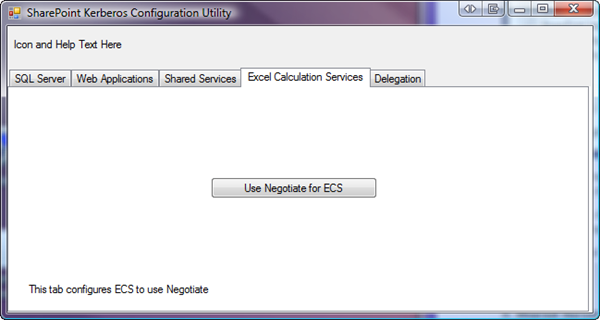 SharePoint Kerberos Configuration Utility
Icon and Help Text Here
SQL Server Web Applications Shared Services Excel Calculation Services Delegation
Use Negotiate for ECS
This tab configures ECS to use Negotiate